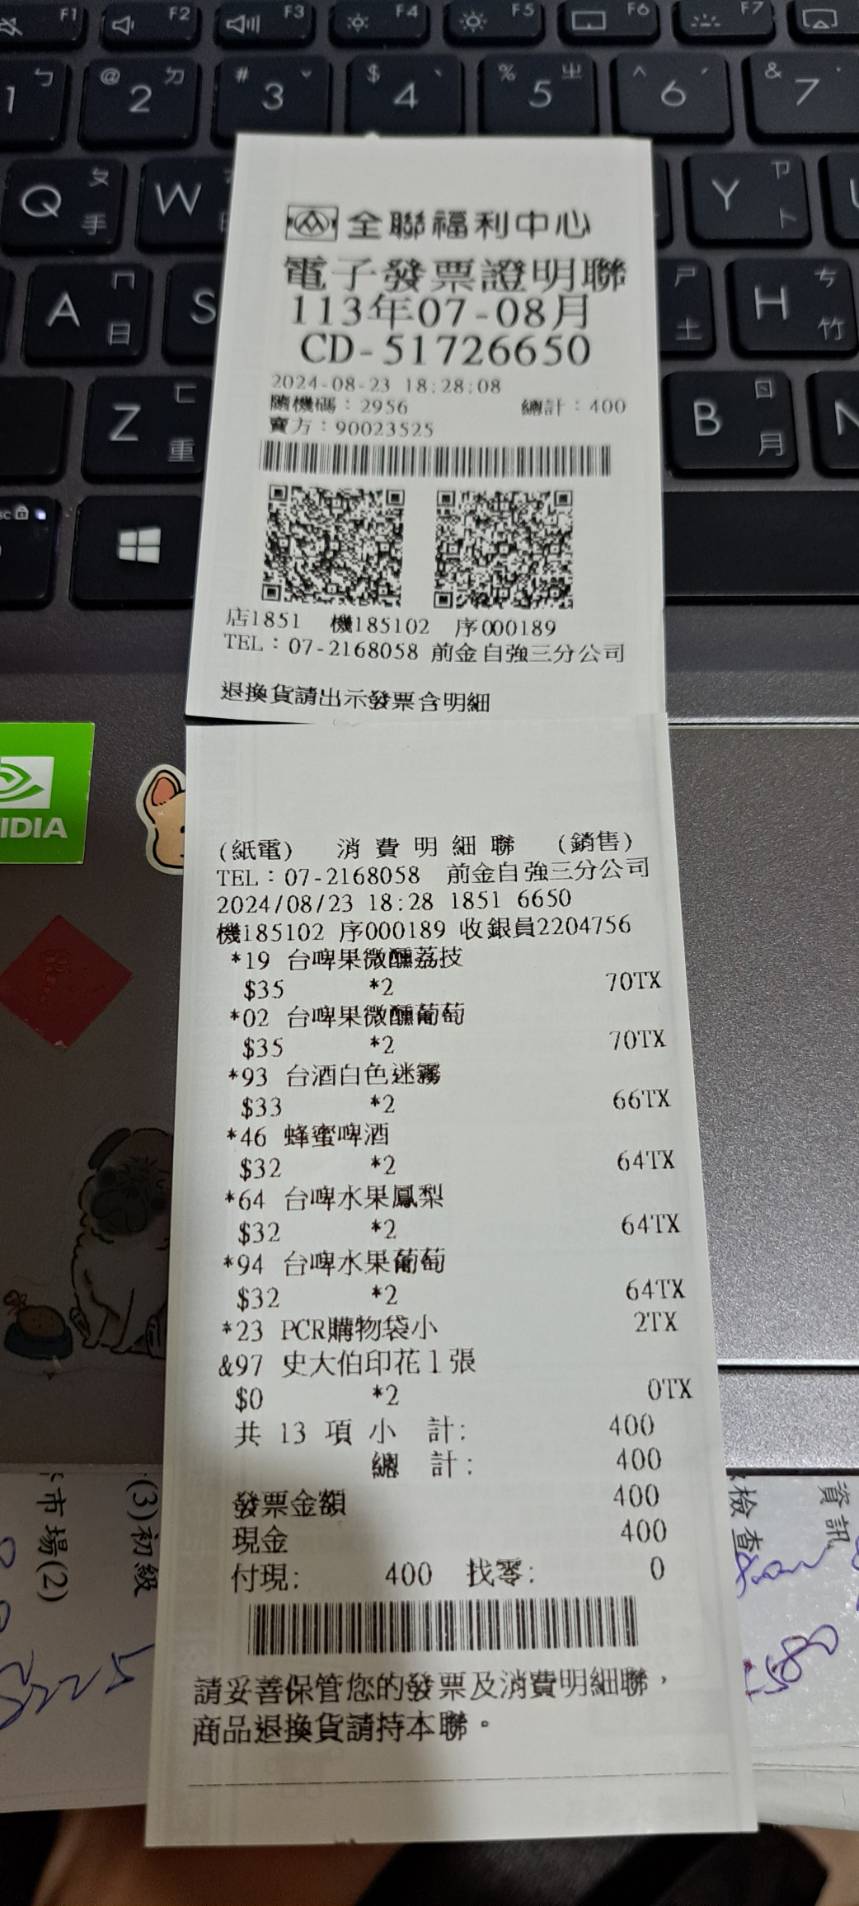 F1
F2
F3
F4
F5
F6
F7
1 ㄅ
@ 2 ㄉ
# 3 ˇ
$ 4 ˋ
% 5 ㄓ
^ 6 ˊ
& 7 ˙
Q ㄆ 手
W
Y ㄗ 卜
A ㄇ 日
S
ㄕ 土
H ㄘ 竹
Z ㄈ 重
B ㄖ 月
N
全聯福利中心
電子發票證明聯
113年07-08月
CD-51726650
2024-08-23 18:28:08
隨機碼:2956 總計:400
賣方:90023525
店1851 機185102 序000189
TEL:07-2168058 前金自強三分公司
退換貨請出示發票含明細
IDIA
(紙電) 消費明細聯 (銷售)
TEL:07-2168058 前金自強三分公司
2024/08/23 18:28 1851 6650
機185102 序000189 收銀員2204756
*19 台啤果微醺荔技
$35 *2 70TX
*02 台啤果微醺葡萄
$35 *2 70TX
*93 台酒白色迷霧
$33 *2 66TX
*46 蜂蜜啤酒
$32 *2 64TX
*64 台啤水果鳳梨
$32 *2 64TX
*94 台啤水果葡萄
$32 *2 64TX
*23 PCR購物袋小 2TX
&97 史大伯印花1張
$0 *2 0TX
共 13 項 小 計: 400
總 計: 400
發票金額 400
現金 400
付現: 400 找零: 0
請妥善保管您的發票及消費明細聯,
商品退換貨請持本聯。
市場(2)
(3)初級
檢查
資訊